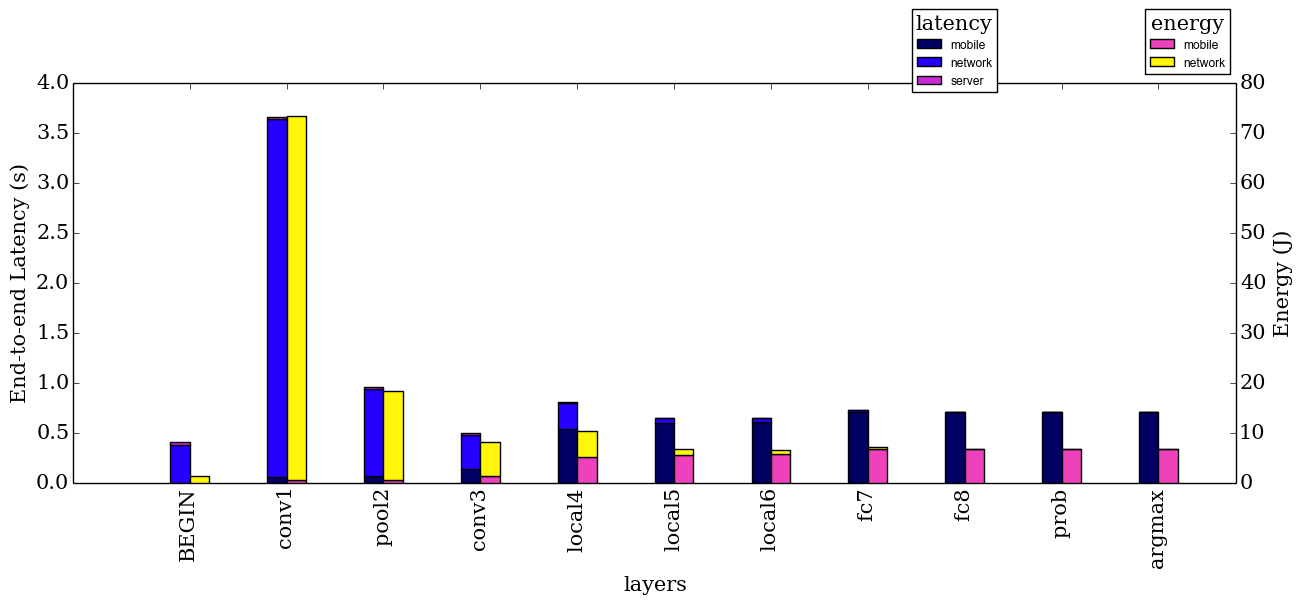 latency
mobile
network
server
energy
mobile
network
4.0
3.5
3.0
2.5
2.0
1.5
1.0
0.5
0.0
End-to-end Latency (s)
80
70
60
50
40
30
20
10
0
Energy (J)
BEGIN
conv1
pool2
conv3
local4
local5
local6
fc7
fc8
prob
argmax
layers